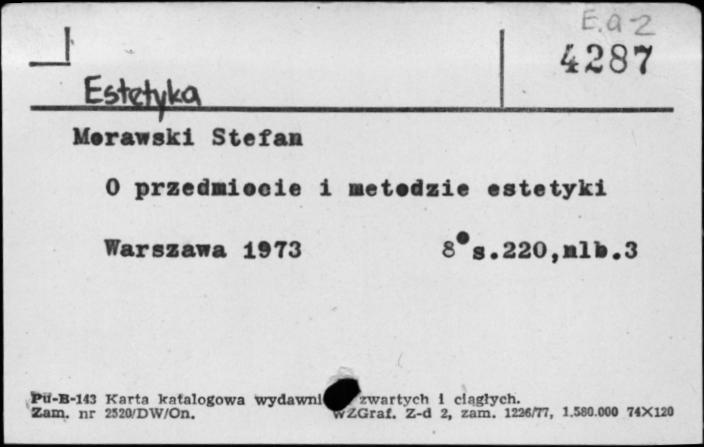 E.a-2
4287
Estetyka
Morawski Stefan
O przedmiocie i metodzie estetyki
Warszawa 1973 8° s.220,nlb.3
Pu-B-143 Karta katalogowa wydawni zwartych i ciągłych.
Zam. nr 2520/DW/On. WZGraf. Z-d 2, zam. 1226/77, 1.580.000 74X120